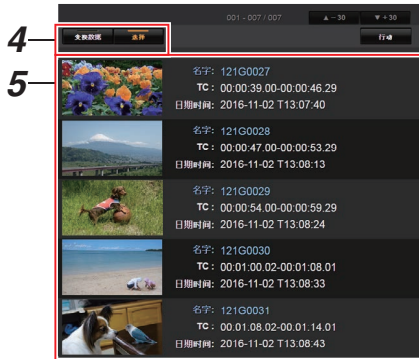 001 - 007 / 007 ▲ − 30 ▼ + 30
4 变换数据 选择 行动
5
名字: 121G0027
TC: 00:00:39.00-00:00:46.29
日期时间: 2016-11-02 T13:07:40
名字: 121G0028
TC: 00:00:47.00-00:00:53.29
日期时间: 2016-11-02 T13:08:13
名字: 121G0029
TC: 00:00:54.00-00:00:59.29
日期时间: 2016-11-02 T13:08:24
名字: 121G0030
TC: 00:01:00.02-00:01:08.01
日期时间: 2016-11-02 T13:08:33
名字: 121G0031
TC: 00:01:08.02-00:01:14.01
日期时间: 2016-11-02 T13:08:43